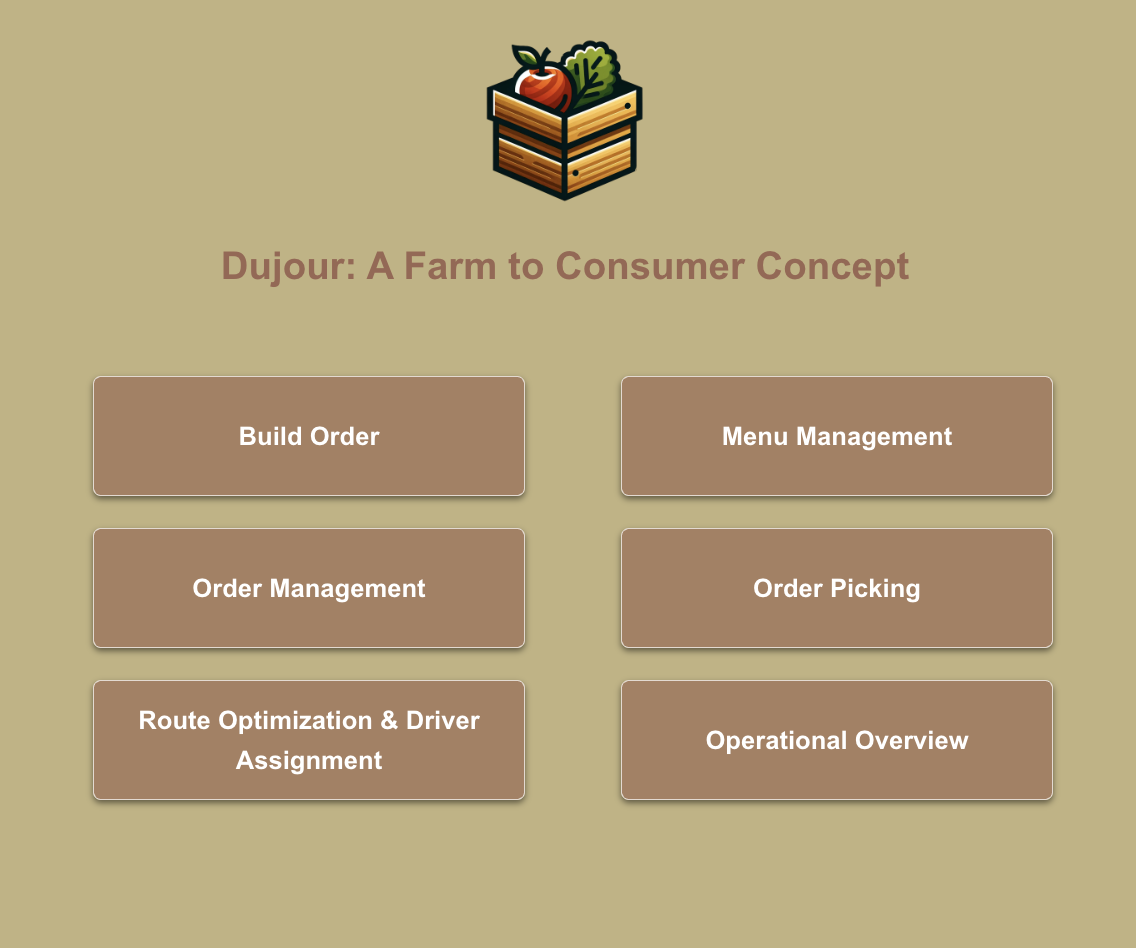 Dujour: A Farm to Consumer Concept
Build Order
Menu Management
Order Management
Order Picking
Route Optimization & Driver
Assignment
Operational Overview